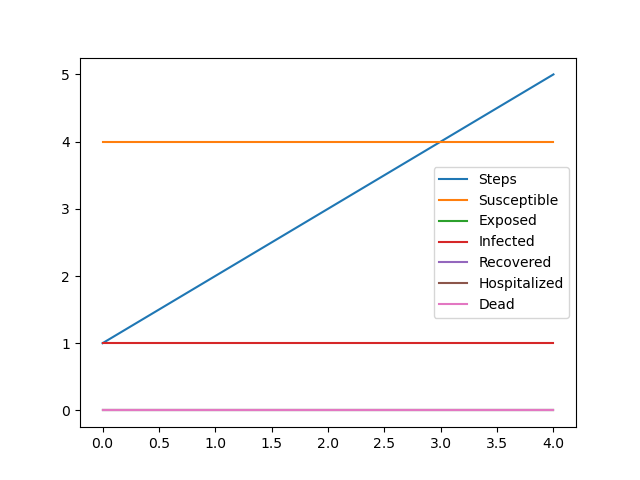 5
4
3
2
1
0
Steps
Susceptible
Exposed
Infected
Recovered
Hospitalized
Dead
0.0 0.5 1.0 1.5 2.0 2.5 3.0 3.5 4.0